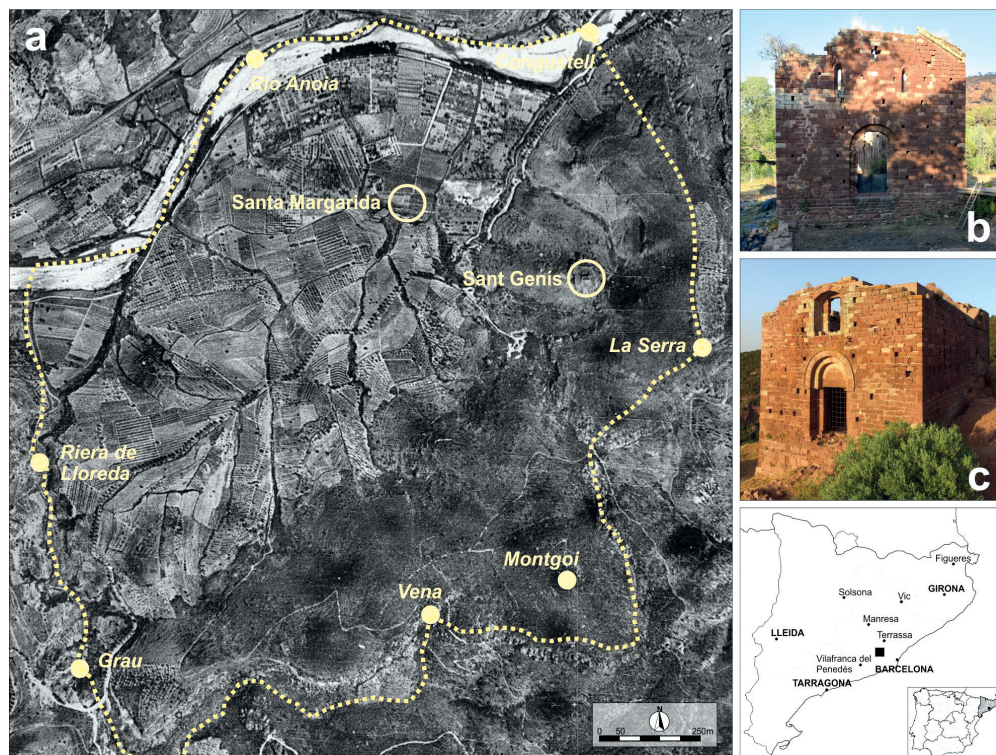 a
Río Anoia
Congustell
Santa Margarida
Sant Genís
La Serra
Riera de
Lloreda
Montgoi
Vena
Grau
0 50 250m
b
c
Figueres
Solsona
Vic
GIRONA
Manresa
LLEIDA
Terrassa
Vilafranca del
Penedès
BARCELONA
TARRAGONA